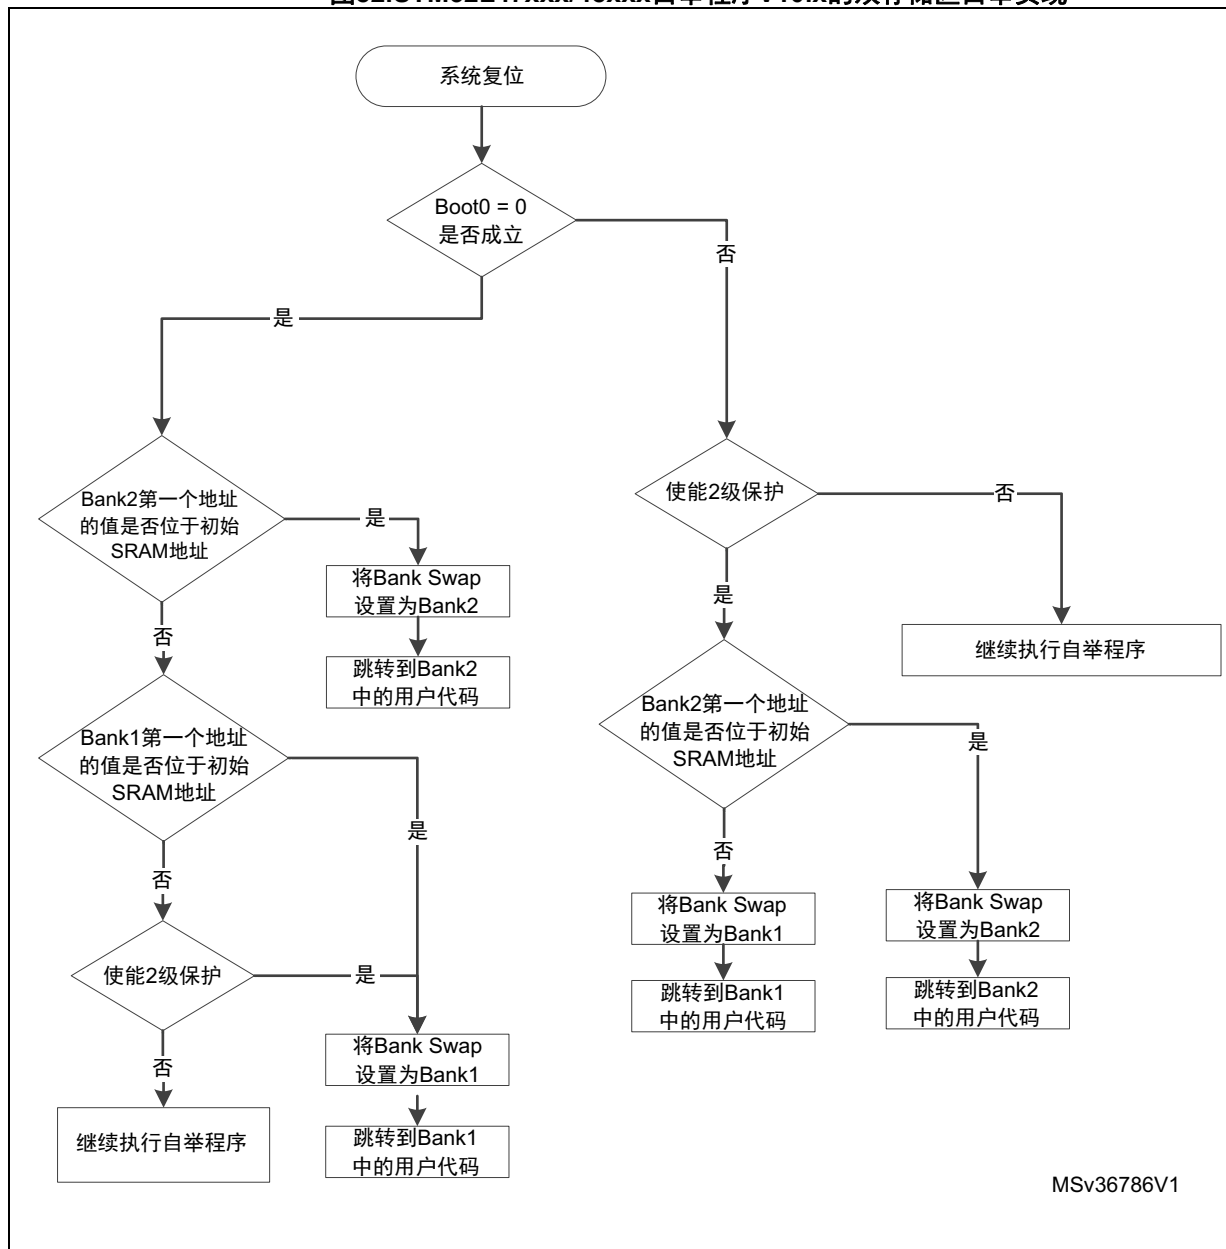 系统复位
Boot0 = 0
是否成立
是
否
Bank2第一个地址
的值是否位于初始
SRAM地址
是
将Bank Swap
设置为Bank2
跳转到Bank2
中的用户代码
否
Bank1第一个地址
的值是否位于初始
SRAM地址
是
否
使能2级保护
是
将Bank Swap
设置为Bank1
跳转到Bank1
中的用户代码
否
继续执行自举程序
使能2级保护
否
继续执行自举程序
是
Bank2第一个地址
的值是否位于初始
SRAM地址
是
否
将Bank Swap
设置为Bank1
跳转到Bank1
中的用户代码
将Bank Swap
设置为Bank2
跳转到Bank2
中的用户代码
MSv36786V1